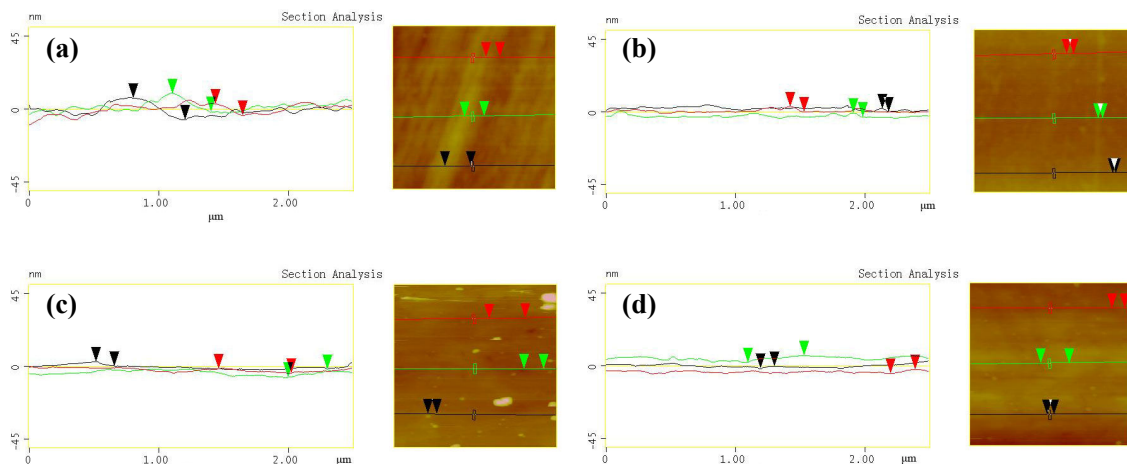 nm Section Analysis
45
(a)
0
-45
0 1.00 2.00
μm
nm Section Analysis
45
(b)
0
-45
0 1.00 2.00
μm
nm Section Analysis
45
(c)
0
-45
0 1.00 2.00
μm
nm Section Analysis
45
(d)
0
-45
0 1.00 2.00
μm